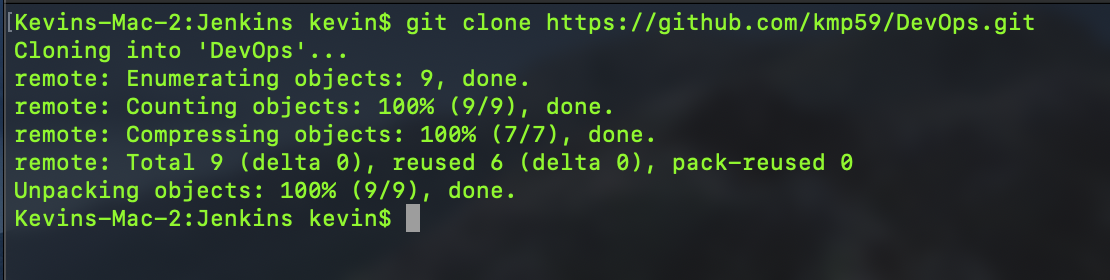 [Kevins-Mac-2:Jenkins kevin$ git clone https://github.com/kmp59/DevOps.git
Cloning into 'DevOps'...
remote: Enumerating objects: 9, done.
remote: Counting objects: 100% (9/9), done.
remote: Compressing objects: 100% (7/7), done.
remote: Total 9 (delta 0), reused 6 (delta 0), pack-reused 0
Unpacking objects: 100% (9/9), done.
Kevins-Mac-2:Jenkins kevin$